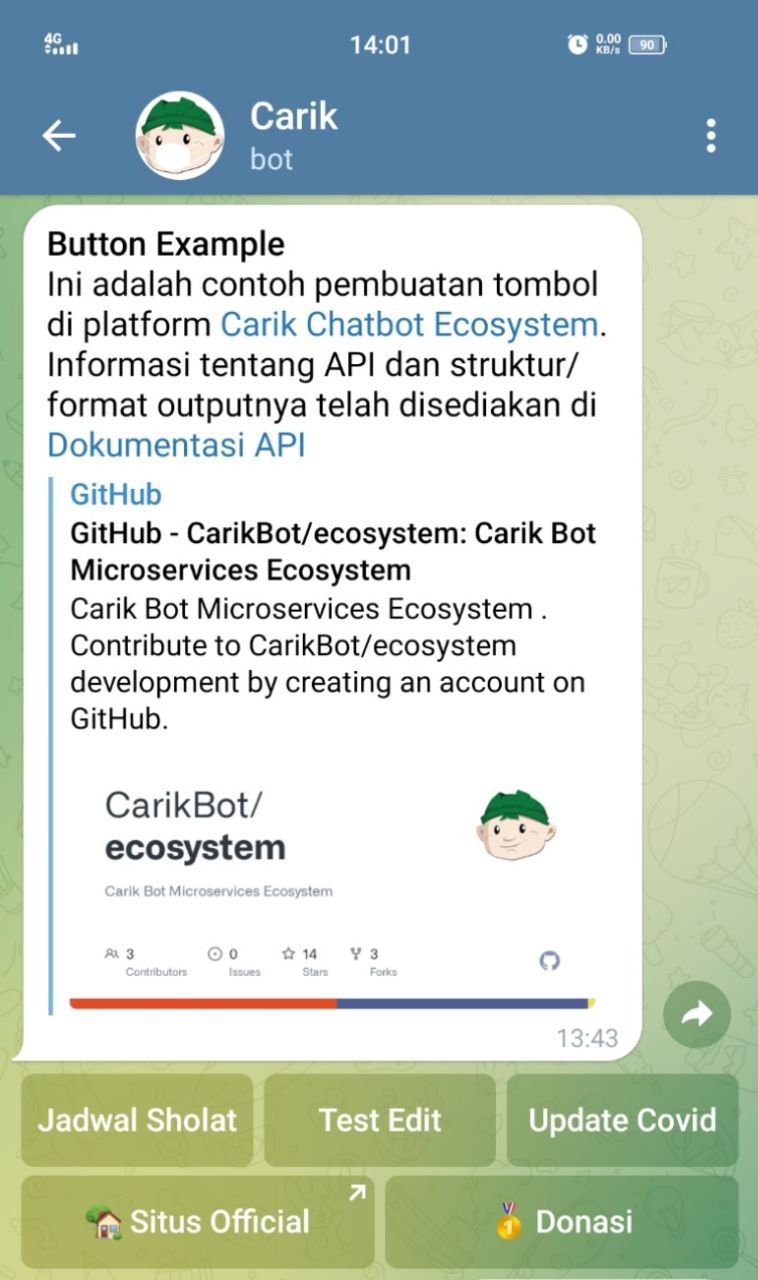 4G
14:01
0.00
KB/s
90
Carik
bot
Button Example
Ini adalah contoh pembuatan tombol
di platform Carik Chatbot Ecosystem.
Informasi tentang API dan struktur/
format outputnya telah disediakan di
Dokumentasi API
GitHub
GitHub - CarikBot/ecosystem: Carik Bot
Microservices Ecosystem
Carik Bot Microservices Ecosystem .
Contribute to CarikBot/ecosystem
development by creating an account on
GitHub.
CarikBot/
ecosystem
Carik Bot Microservices Ecosystem
3
Contributors
0
Issues
14
Stars
3
Forks
13:43
Jadwal Sholat
Test Edit
Update Covid
Situs Official
1
Donasi